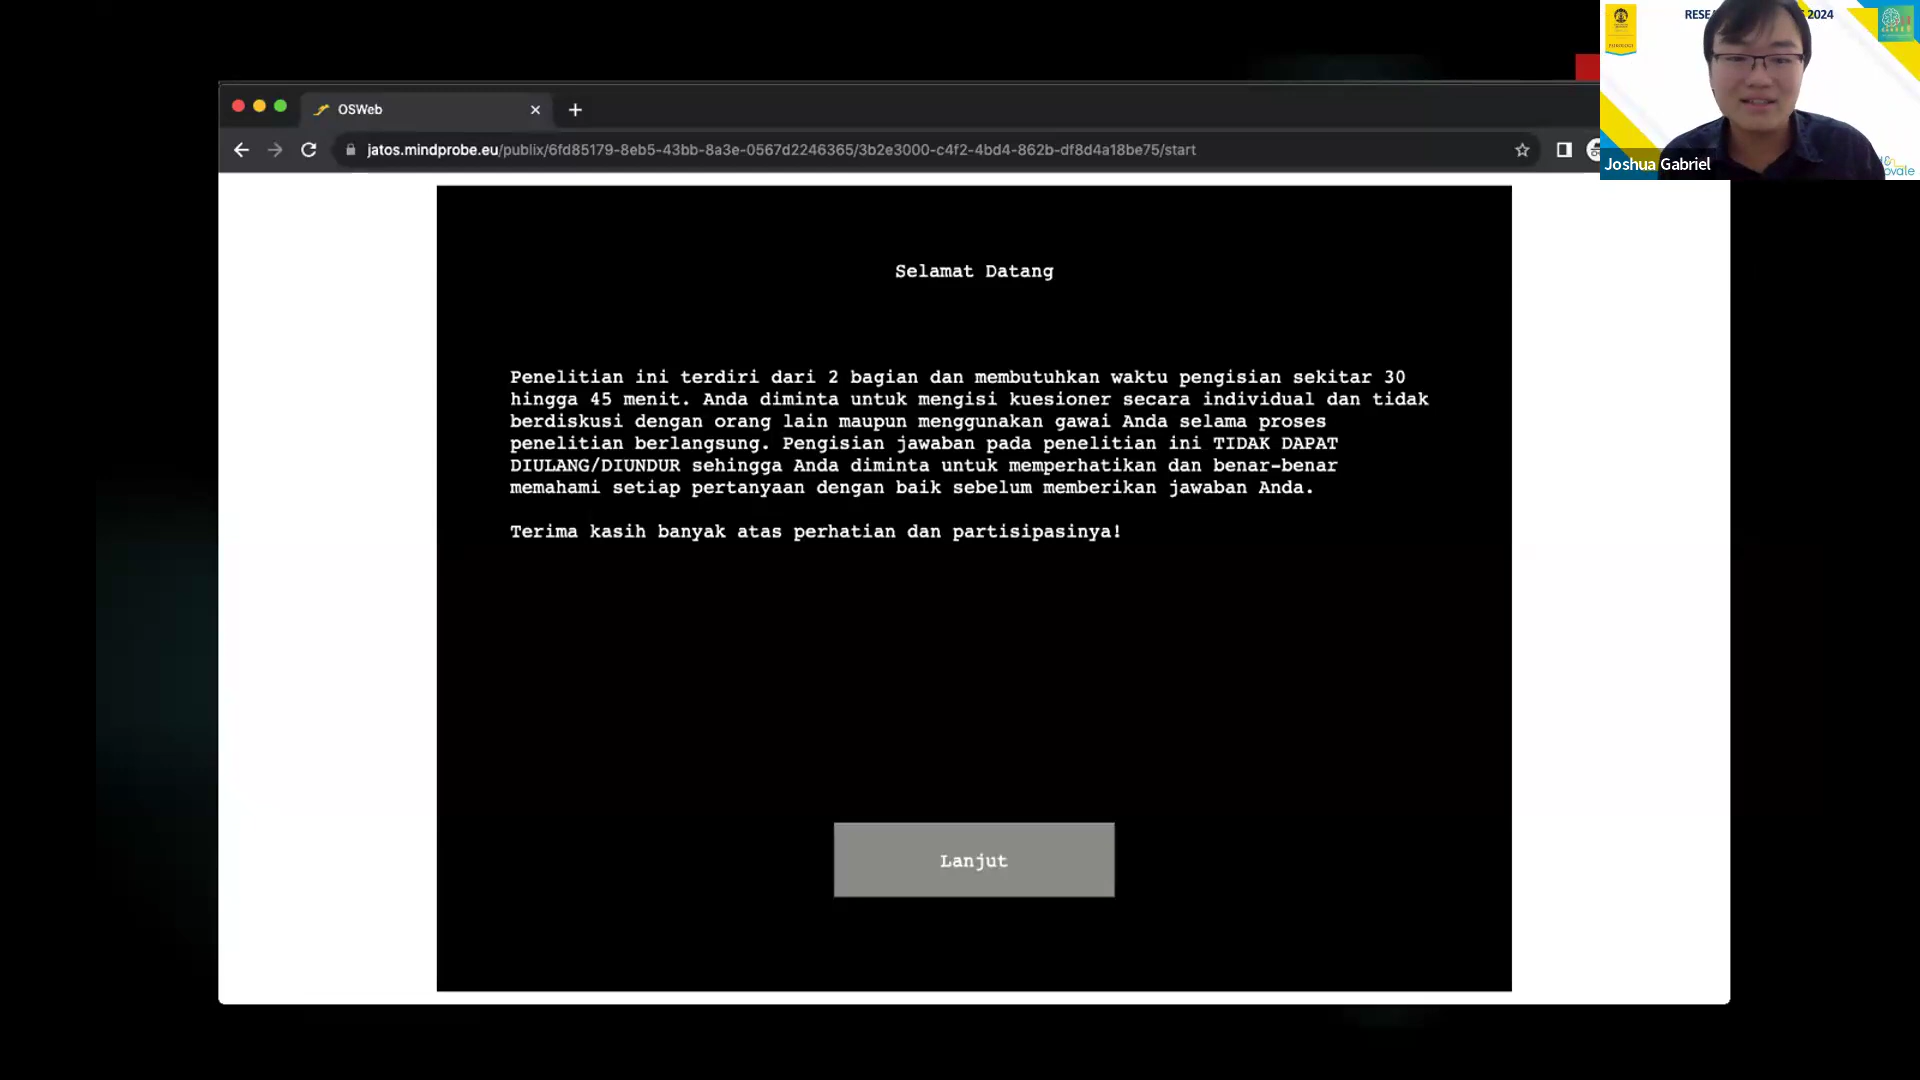 RESEA
2024
PSIKOLOGI
OSWeb
jatos.mindprobe.eu/publix/6fd85179-8eb5-43bb-8a3e-0567d2246365/3b2e3000-c4f2-4bd4-862b-df8d4a18be75/start
Joshua Gabriel
ovale
Selamat Datang
Penelitian ini terdiri dari 2 bagian dan membutuhkan waktu pengisian sekitar 30
hingga 45 menit. Anda diminta untuk mengisi kuesioner secara individual dan tidak
berdiskusi dengan orang lain maupun menggunakan gawai Anda selama proses
penelitian berlangsung. Pengisian jawaban pada penelitian ini TIDAK DAPAT
DIULANG/DIUNDUR sehingga Anda diminta untuk memperhatikan dan benar-benar
memahami setiap pertanyaan dengan baik sebelum memberikan jawaban Anda.
Terima kasih banyak atas perhatian dan partisipasinya!
Lanjut